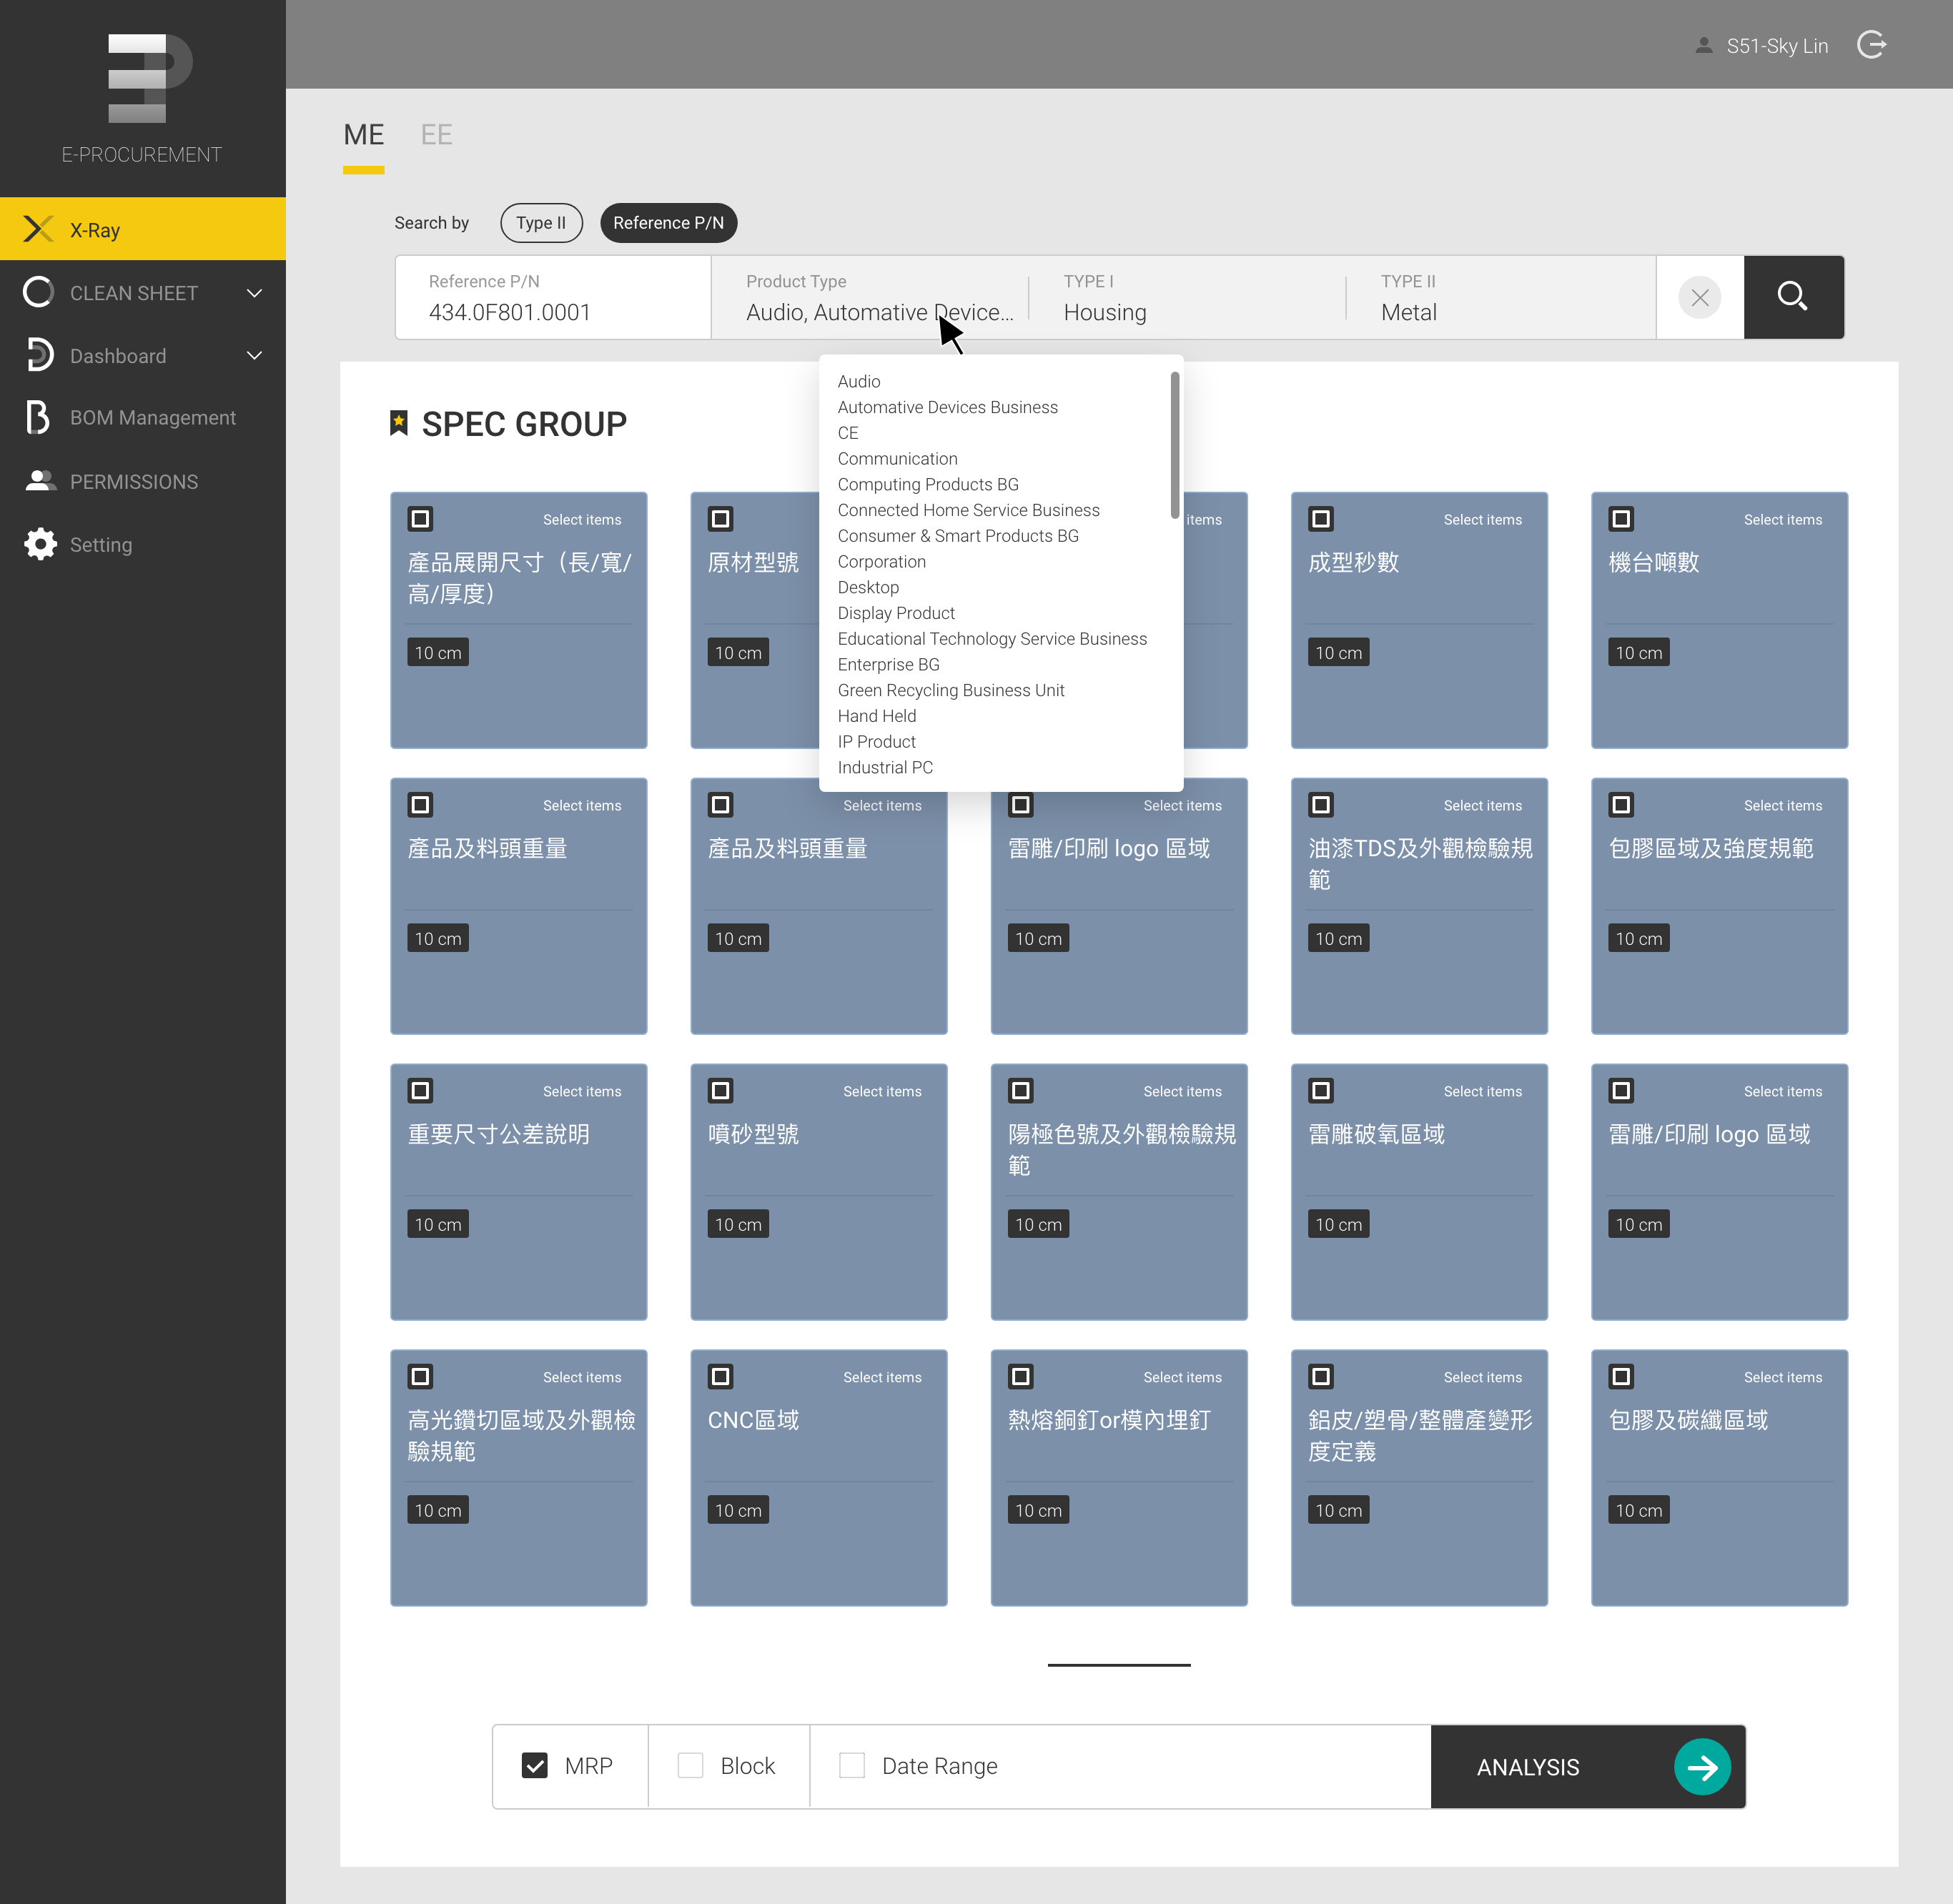 E-PROCUREMENT
X-Ray
CLEAN SHEET
Dashboard
BOM Management
PERMISSIONS
Setting
S51-Sky Lin
ME
EE
Search by
Type II
Reference P/N
Reference P/N
434.0F801.0001
Product Type
Audio, Automative Device...
TYPE I
Housing
TYPE II
Metal
Audio
Automative Devices Business
CE
Communication
Computing Products BG
Connected Home Service Business
Consumer & Smart Products BG
Corporation
Desktop
Display Product
Educational Technology Service Business
Enterprise BG
Green Recycling Business Unit
Hand Held
IP Product
Industrial PC
SPEC GROUP
Select items
產品展開尺寸（長/寬/
高/厚度）
10 cm
原材型號
10 cm
items
Select items
成型秒數
10 cm
Select items
機台噸數
10 cm
Select items
產品及料頭重量
10 cm
Select items
產品及料頭重量
10 cm
Select items
雷雕/印刷 logo 區域
10 cm
Select items
油漆TDS及外觀檢驗規
範
10 cm
Select items
包膠區域及強度規範
10 cm
Select items
重要尺寸公差說明
10 cm
Select items
噴砂型號
10 cm
Select items
陽極色號及外觀檢驗規
範
10 cm
Select items
雷雕破氧區域
10 cm
Select items
雷雕/印刷 logo 區域
10 cm
Select items
高光鑽切區域及外觀檢
驗規範
10 cm
Select items
CNC區域
10 cm
Select items
熱熔銅釘or模內埋釘
10 cm
Select items
鋁皮/塑骨/整體產變形
度定義
10 cm
Select items
包膠及碳纖區域
10 cm
MRP
Block
Date Range
ANALYSIS